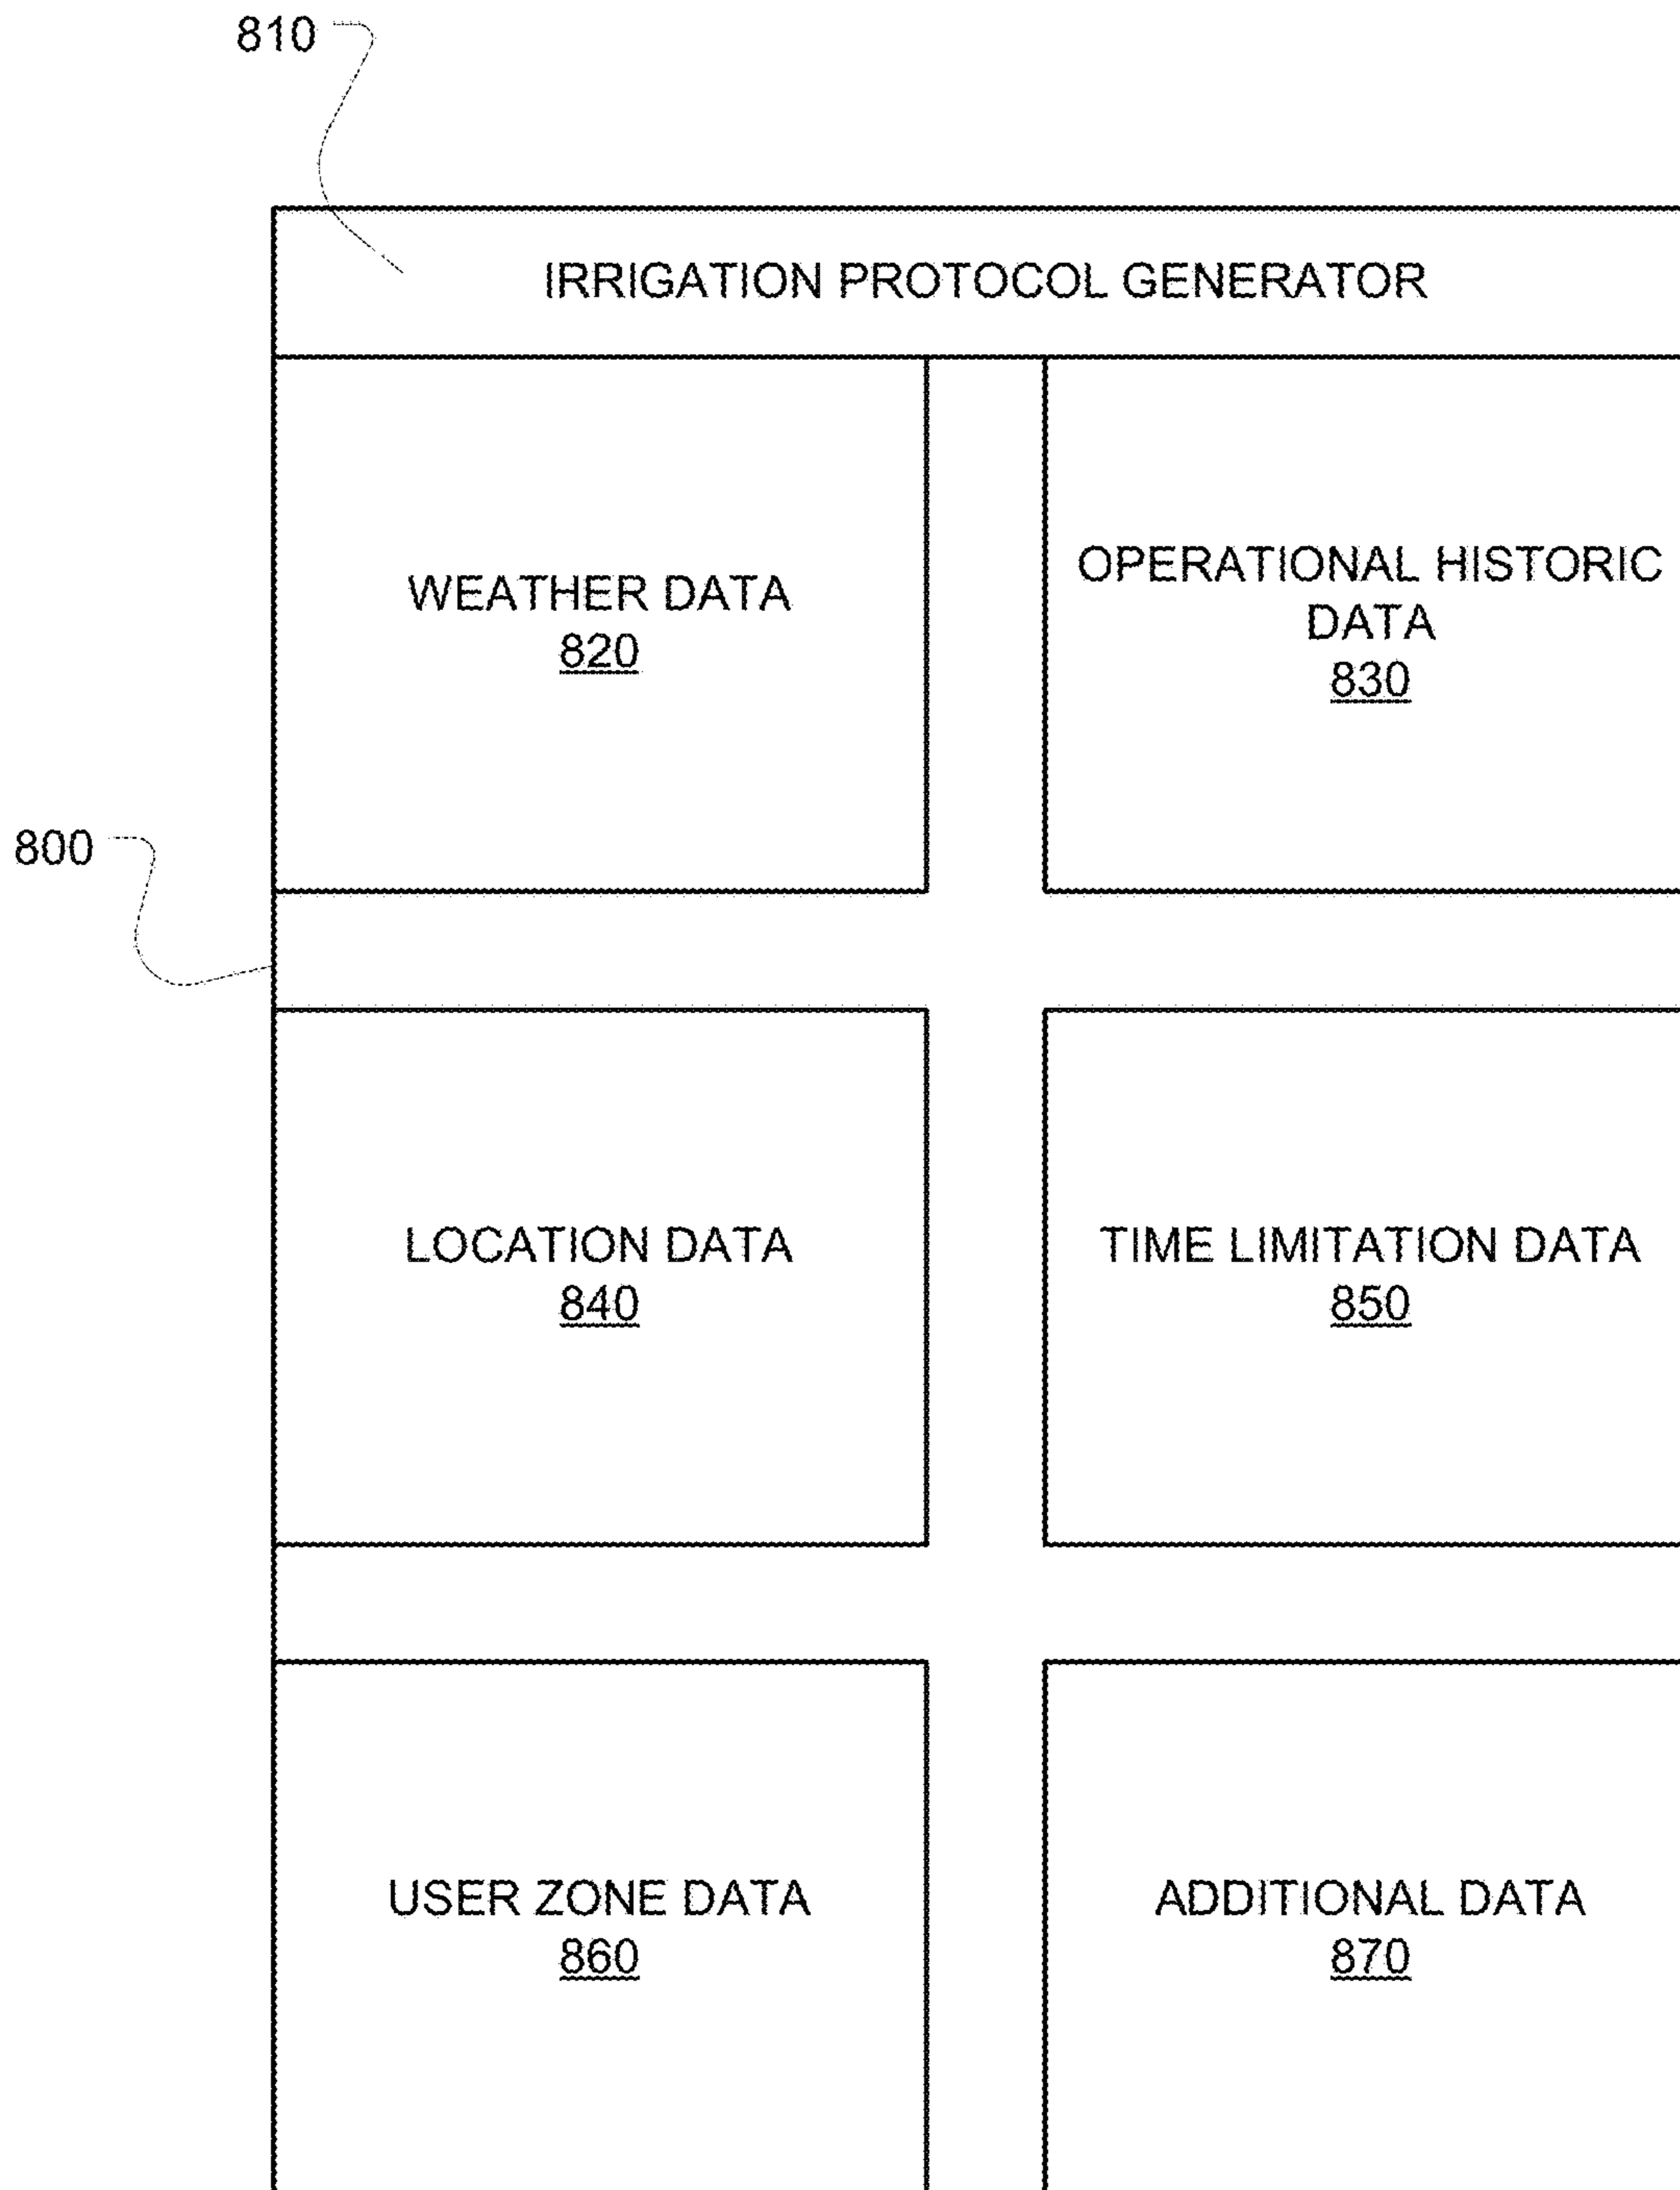 810
IRRIGATION PROTOCOL GENERATOR
WEATHER DATA
820
OPERATIONAL HISTORIC
DATA
830
800
LOCATION DATA
840
TIME LIMITATION DATA
850
USER ZONE DATA
860
ADDITIONAL DATA
870